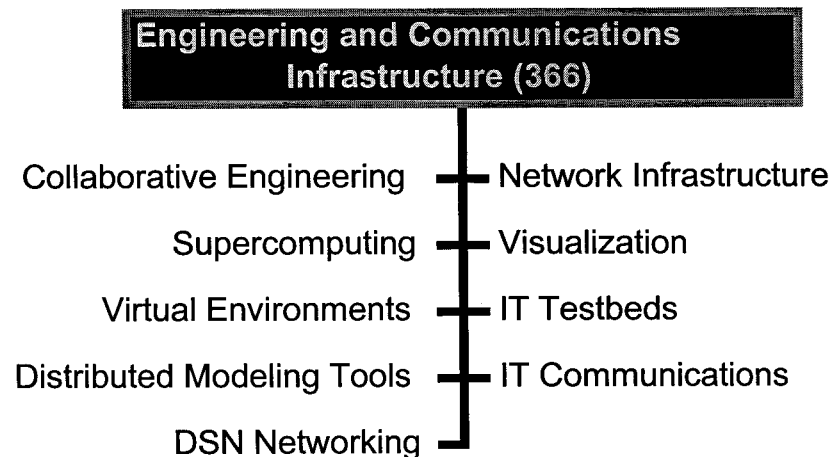 Engineering and Communications
Infrastructure (366)
Collaborative Engineering
Network Infrastructure
Supercomputing
Visualization
Virtual Environments
IT Testbeds
Distributed Modeling Tools
IT Communications
DSN Networking